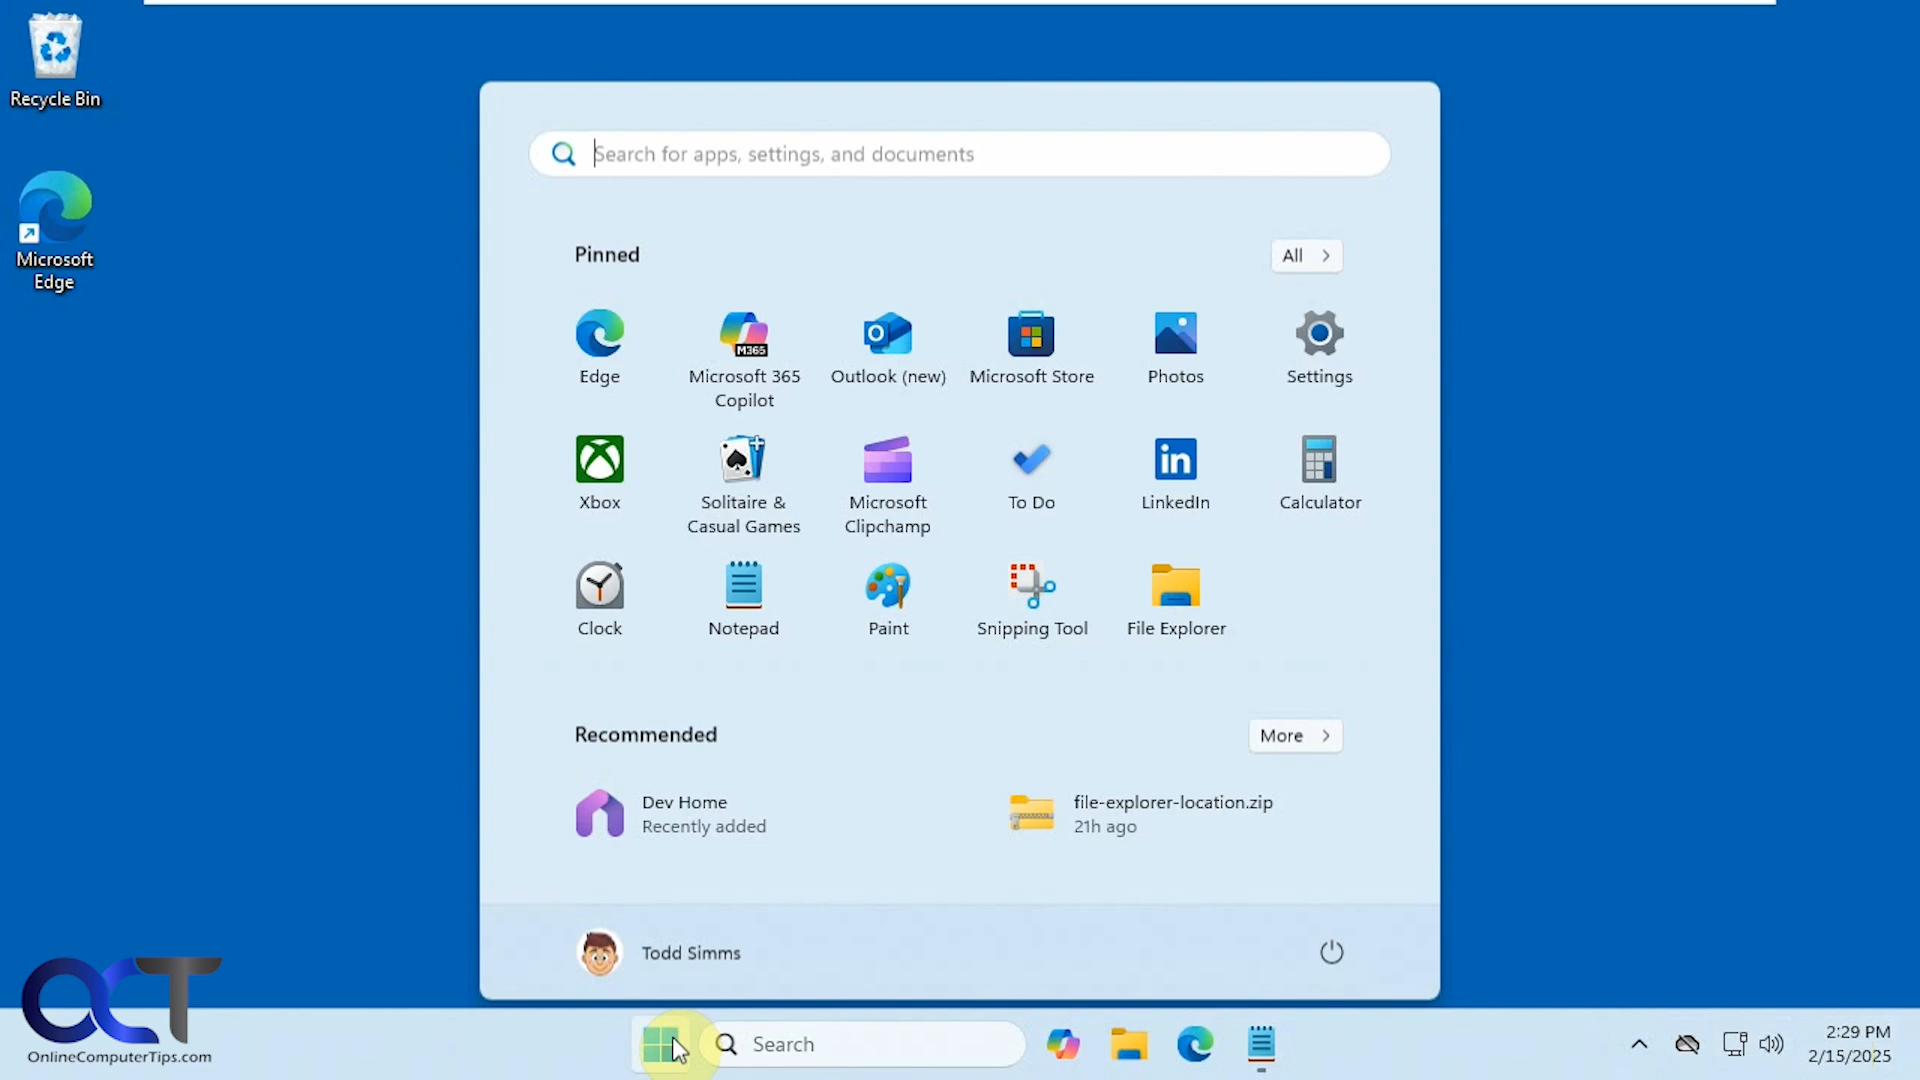 Recycle Bin
Microsoft
Edge
Search for apps, settings, and documents
Pinned
All
Edge
Microsoft 365
Copilot
M365
Outlook (new)
Microsoft Store
Photos
Settings
Xbox
Solitaire &
Casual Games
Microsoft
Clipchamp
To Do
in
LinkedIn
Calculator
Clock
Notepad
Paint
Snipping Tool
File Explorer
Recommended
More
Dev Home
Recently added
file-explorer-location.zip
21h ago
Todd Simms
OCT
OnlineComputerTips.com
Search
2:29 PM
2/15/2025